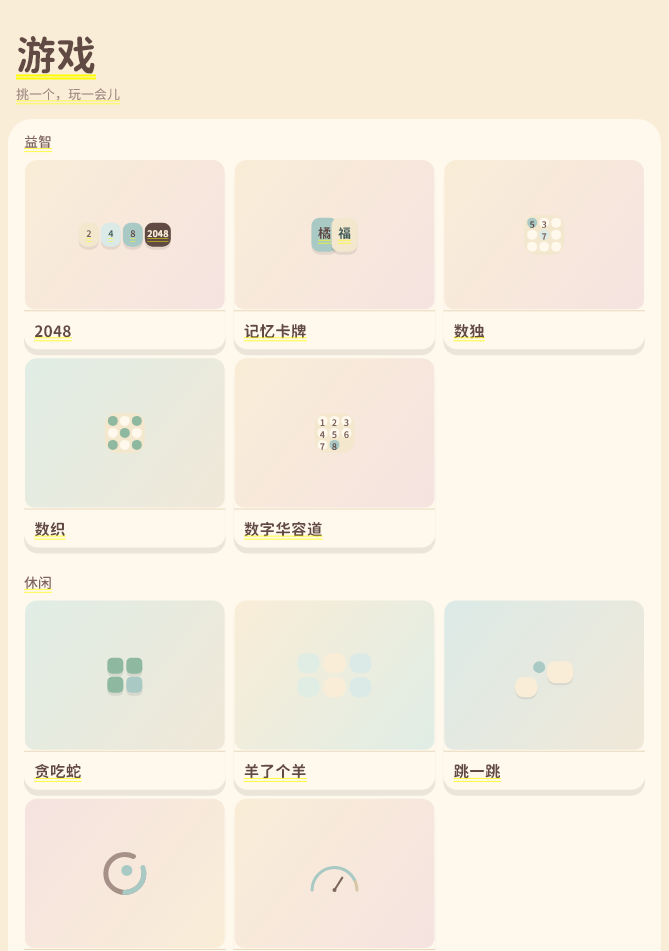 游戏
挑一个，玩一会儿
益智
2 4 8 2048
橘 福
5 3
7
2048 记忆卡牌 数独
1 2 3
4 5 6
7 8
数织 数字华容道
休闲
贪吃蛇 羊了个羊 跳一跳